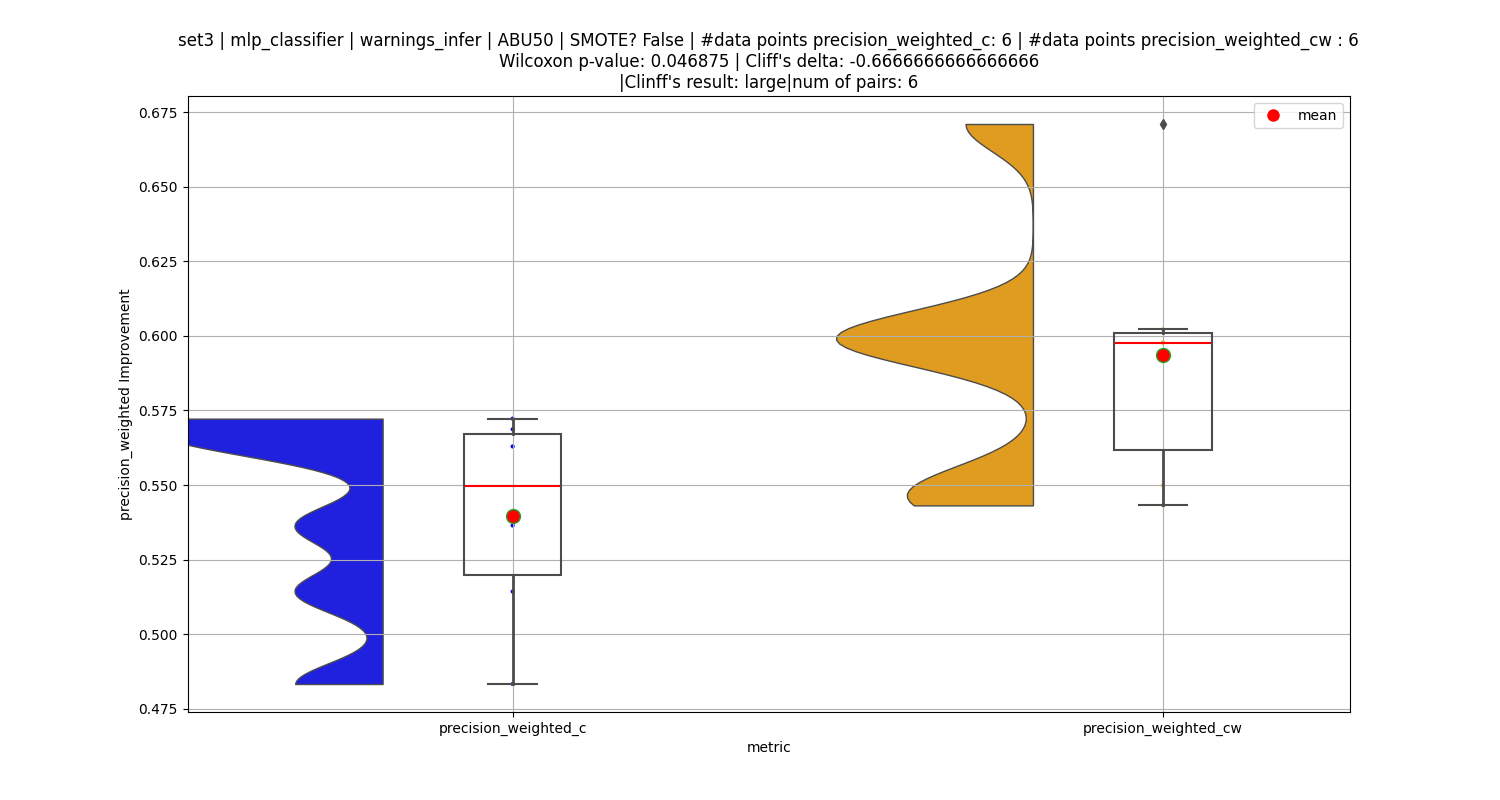 set3 | mlp_classifier | warnings_infer | ABU50 | SMOTE? False | #data points precision_weighted_c: 6 | #data points precision_weighted_cw : 6
Wilcoxon p-value: 0.046875 | Cliff's delta: -0.6666666666666666
|Clinff's result: large|num of pairs: 6
mean
0.675
0.650
0.625
0.600
0.575
0.550
0.525
0.500
0.475
precision_weighted Improvement
precision_weighted_c
precision_weighted_cw
metric